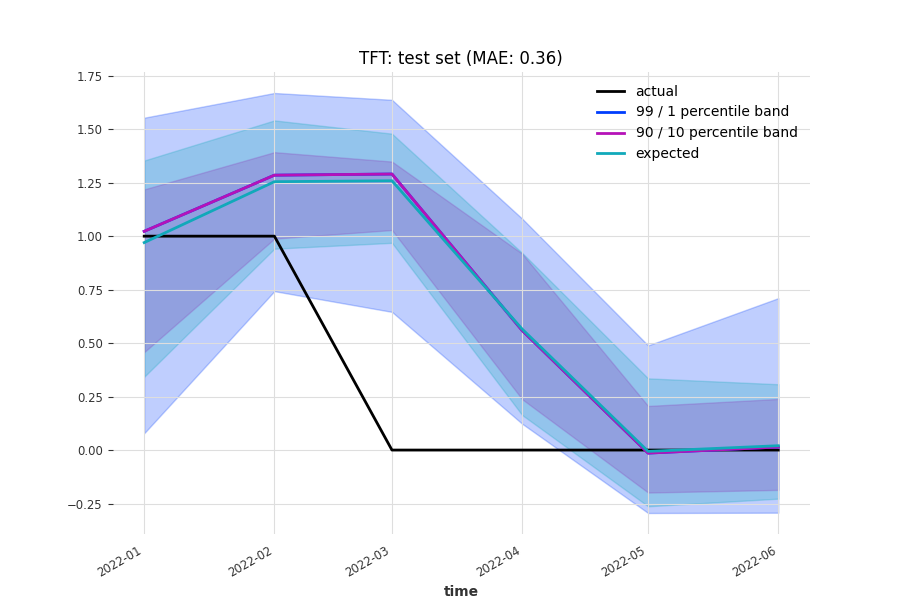 TFT: test set (MAE: 0.36)
actual
99 / 1 percentile band
90 / 10 percentile band
expected
1.75
1.50
1.25
1.00
0.75
0.50
0.25
0.00
−0.25
2022-01
2022-02
2022-03
2022-04
2022-05
2022-06
time